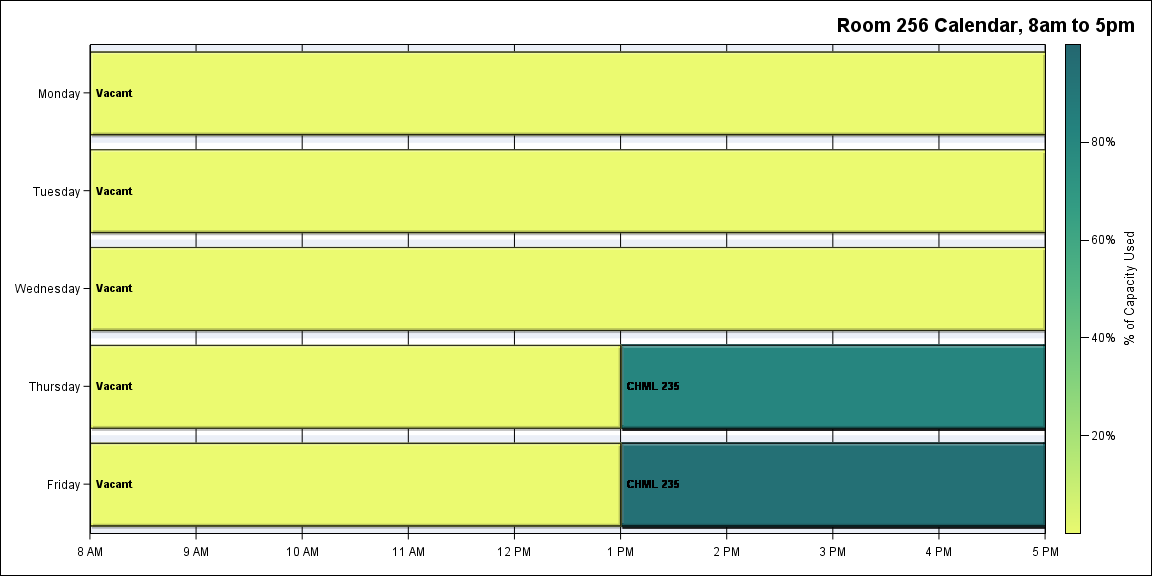 Room 256 Calendar, 8am to 5pm
Monday
Vacant
Tuesday
Vacant
Wednesday
Vacant
Thursday
Vacant
CHML 235
Friday
Vacant
CHML 235
8 AM
9 AM
10 AM
11 AM
12 PM
1 PM
2 PM
3 PM
4 PM
5 PM
80%
60%
40%
20%
% of Capacity Used